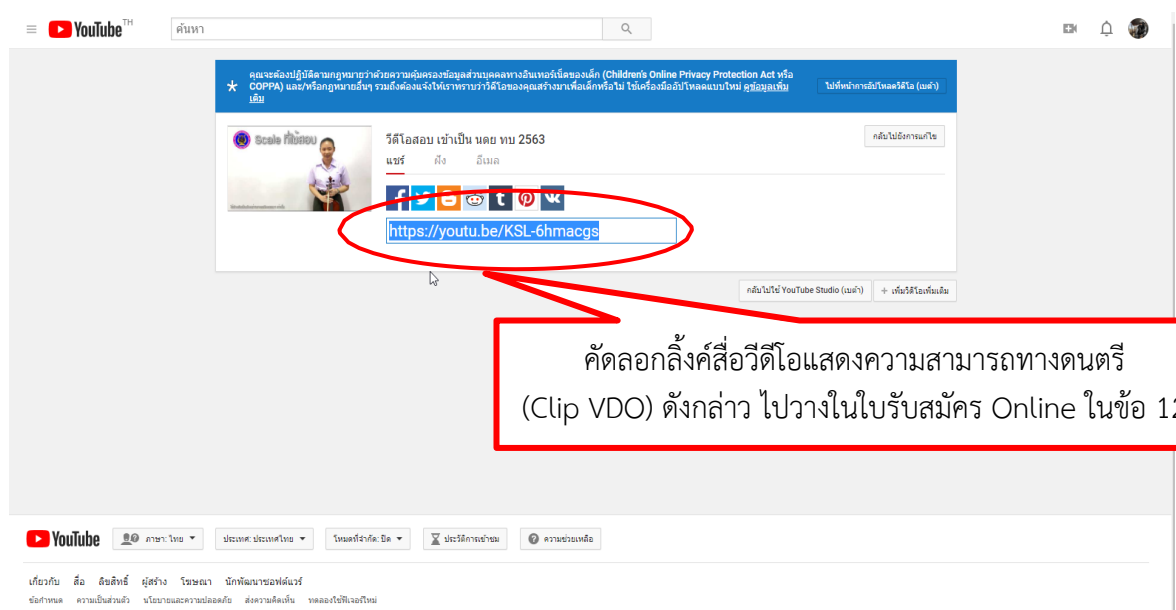 YouTube TH
ค้นหา
คุณจะต้องปฏิบัติตามกฎหมายว่าด้วยความคุ้มครองข้อมูลส่วนบุคคลทางอินเทอร์เน็ตของเด็ก (Children's Online Privacy Protection Act หรือ
COPPA) และ/หรือกฎหมายอื่นๆ รวมถึงต้องแจ้งให้เราทราบว่าวิดีโอของคุณสร้างมาเพื่อเด็กหรือไม่ ใช้เครื่องมืออัปโหลดแบบใหม่ ดูข้อมูลเพิ่ม
เติม
ไปที่หน้าการอัปโหลดวิดีโอ (เบต้า)
Scale ที่ใช้สอบ
วีดีโอสอบ เข้าเป็น นดย ทบ 2563
กลับไปยังการแก้ไข
แชร์ ฝัง อีเมล
https://youtu.be/KSL-6hmacgs
กลับไปใช้ YouTube Studio (เบต้า)
+ เพิ่มวิดีโอเพิ่มเติม
คัดลอกลิ้งค์สื่อวีดีโอแสดงความสามารถทางดนตรี
(Clip VDO) ดังกล่าว ไปวางในใบรับสมัคร Online ในข้อ 12
YouTube ภาษา: ไทย ประเทศ: ประเทศไทย โหมดที่จำกัด: ปิด ประวัติการเข้าชม ความช่วยเหลือ
เกี่ยวกับ สื่อ ลิขสิทธิ์ ผู้สร้าง โฆษณา นักพัฒนาซอฟต์แวร์
ข้อกำหนด ความเป็นส่วนตัว นโยบายและความปลอดภัย ส่งความคิดเห็น ทดลองใช้ฟีเจอร์ใหม่